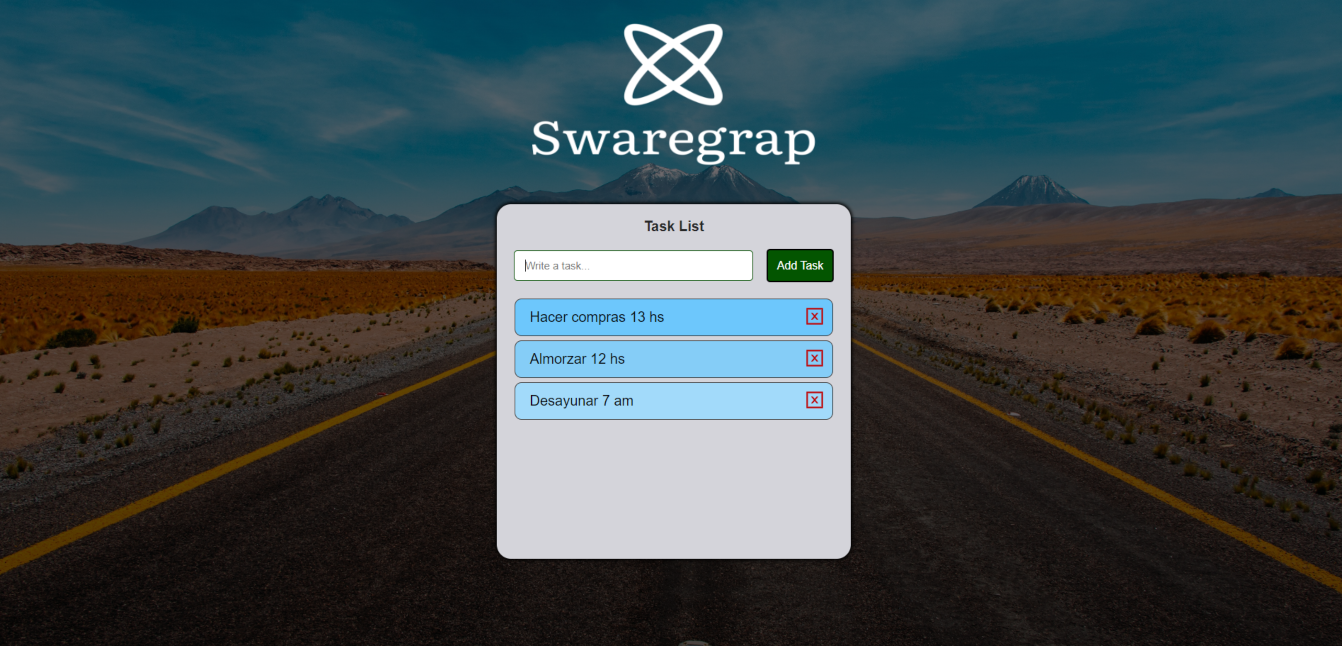 Swaregrap
Task List
Write a task...
Add Task
Hacer compras 13 hs
X
Almorzar 12 hs
X
Desayunar 7 am
X